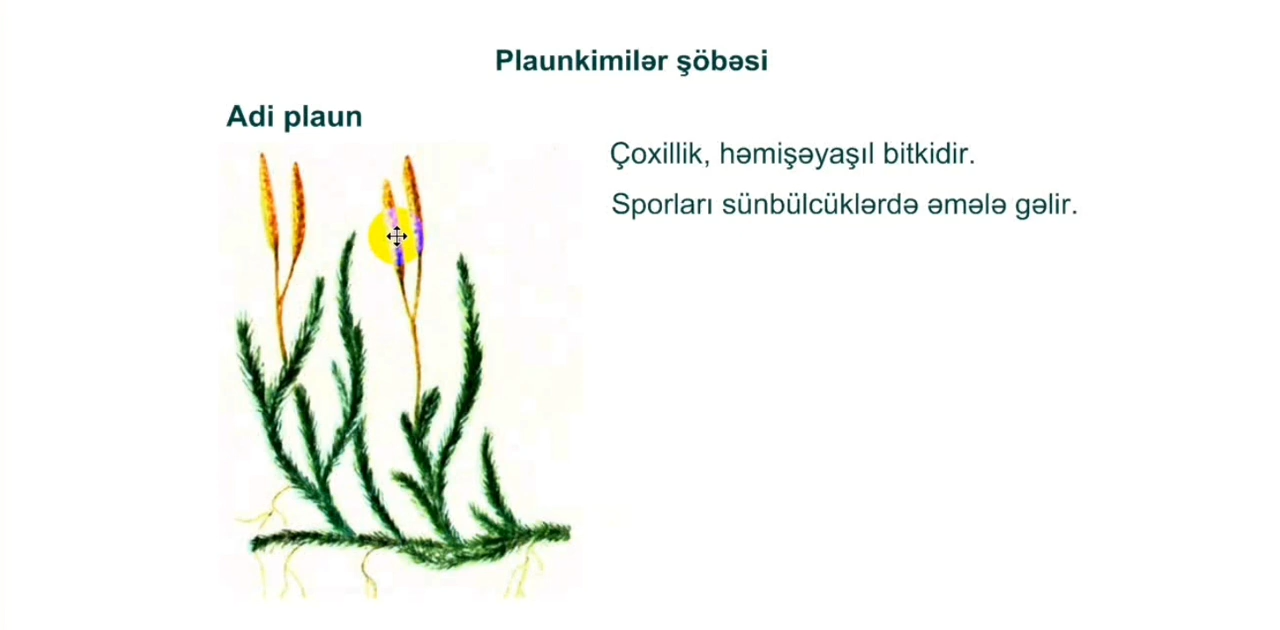 Plaunkimilər şöbəsi
Adi plaun
Çoxillik, həmişəyaşıl bitkidir.
Sporları sünbülcüklərdə əmələ gəlir.